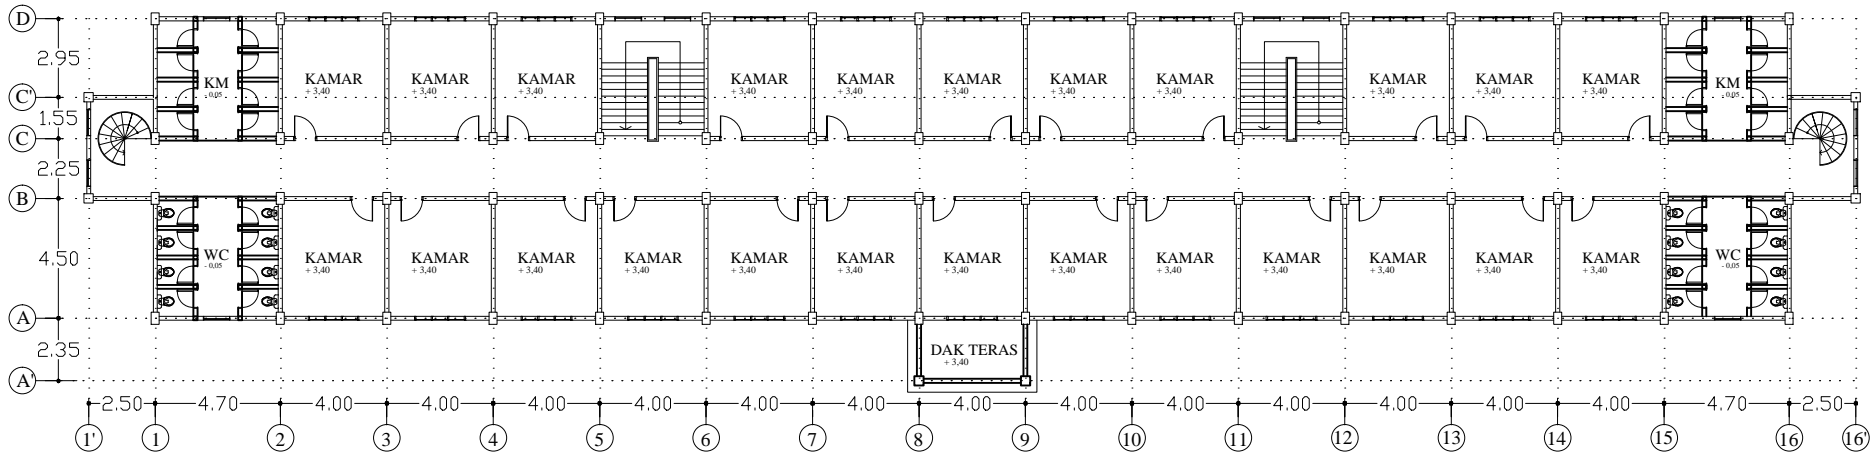 D
2.95
KM
- 0,05
KAMAR
+ 3,40
KAMAR
+ 3,40
KAMAR
+ 3,40
KAMAR
+ 3,40
KAMAR
+ 3,40
KAMAR
+ 3,40
KAMAR
+ 3,40
KAMAR
+ 3,40
KAMAR
+ 3,40
KAMAR
+ 3,40
KAMAR
+ 3,40
KM
- 0,05
C'
1.55
C
2.25
B
4.50
WC
- 0,05
KAMAR
+ 3,40
KAMAR
+ 3,40
KAMAR
+ 3,40
KAMAR
+ 3,40
KAMAR
+ 3,40
KAMAR
+ 3,40
KAMAR
+ 3,40
KAMAR
+ 3,40
KAMAR
+ 3,40
KAMAR
+ 3,40
KAMAR
+ 3,40
KAMAR
+ 3,40
KAMAR
+ 3,40
WC
- 0,05
A
2.35
DAK TERAS
+ 3,40
A'
2.50 4.70 4.00 4.00 4.00 4.00 4.00 4.00 4.00 4.00 4.00 4.00 4.00 4.00 4.00 4.70 2.50
1' 1 2 3 4 5 6 7 8 9 10 11 12 13 14 15 16 16'